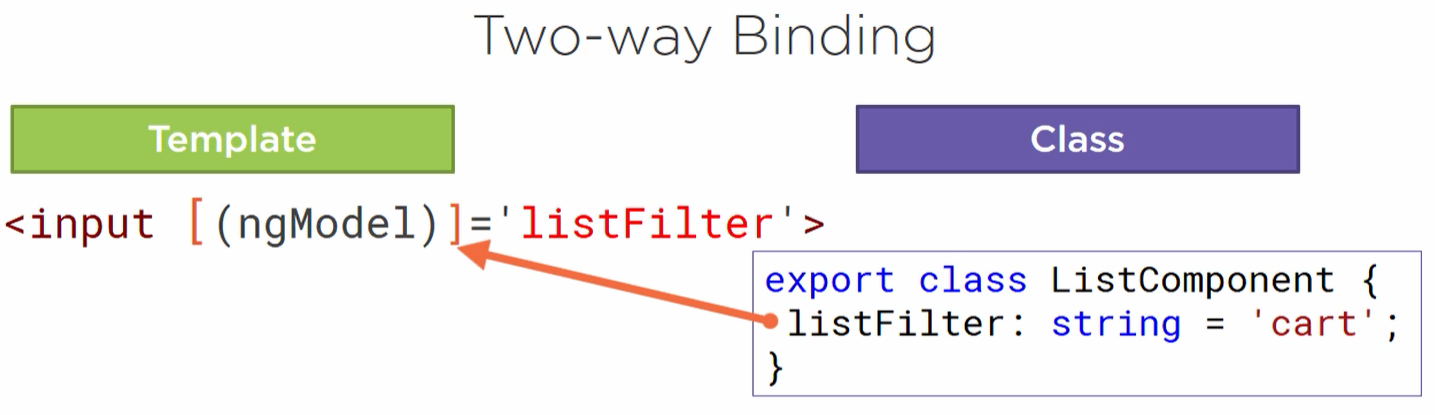 Two-way Binding
Template
Class
<input [(ngModel)]='listFilter'>
export class ListComponent {
listFilter: string = 'cart';
}